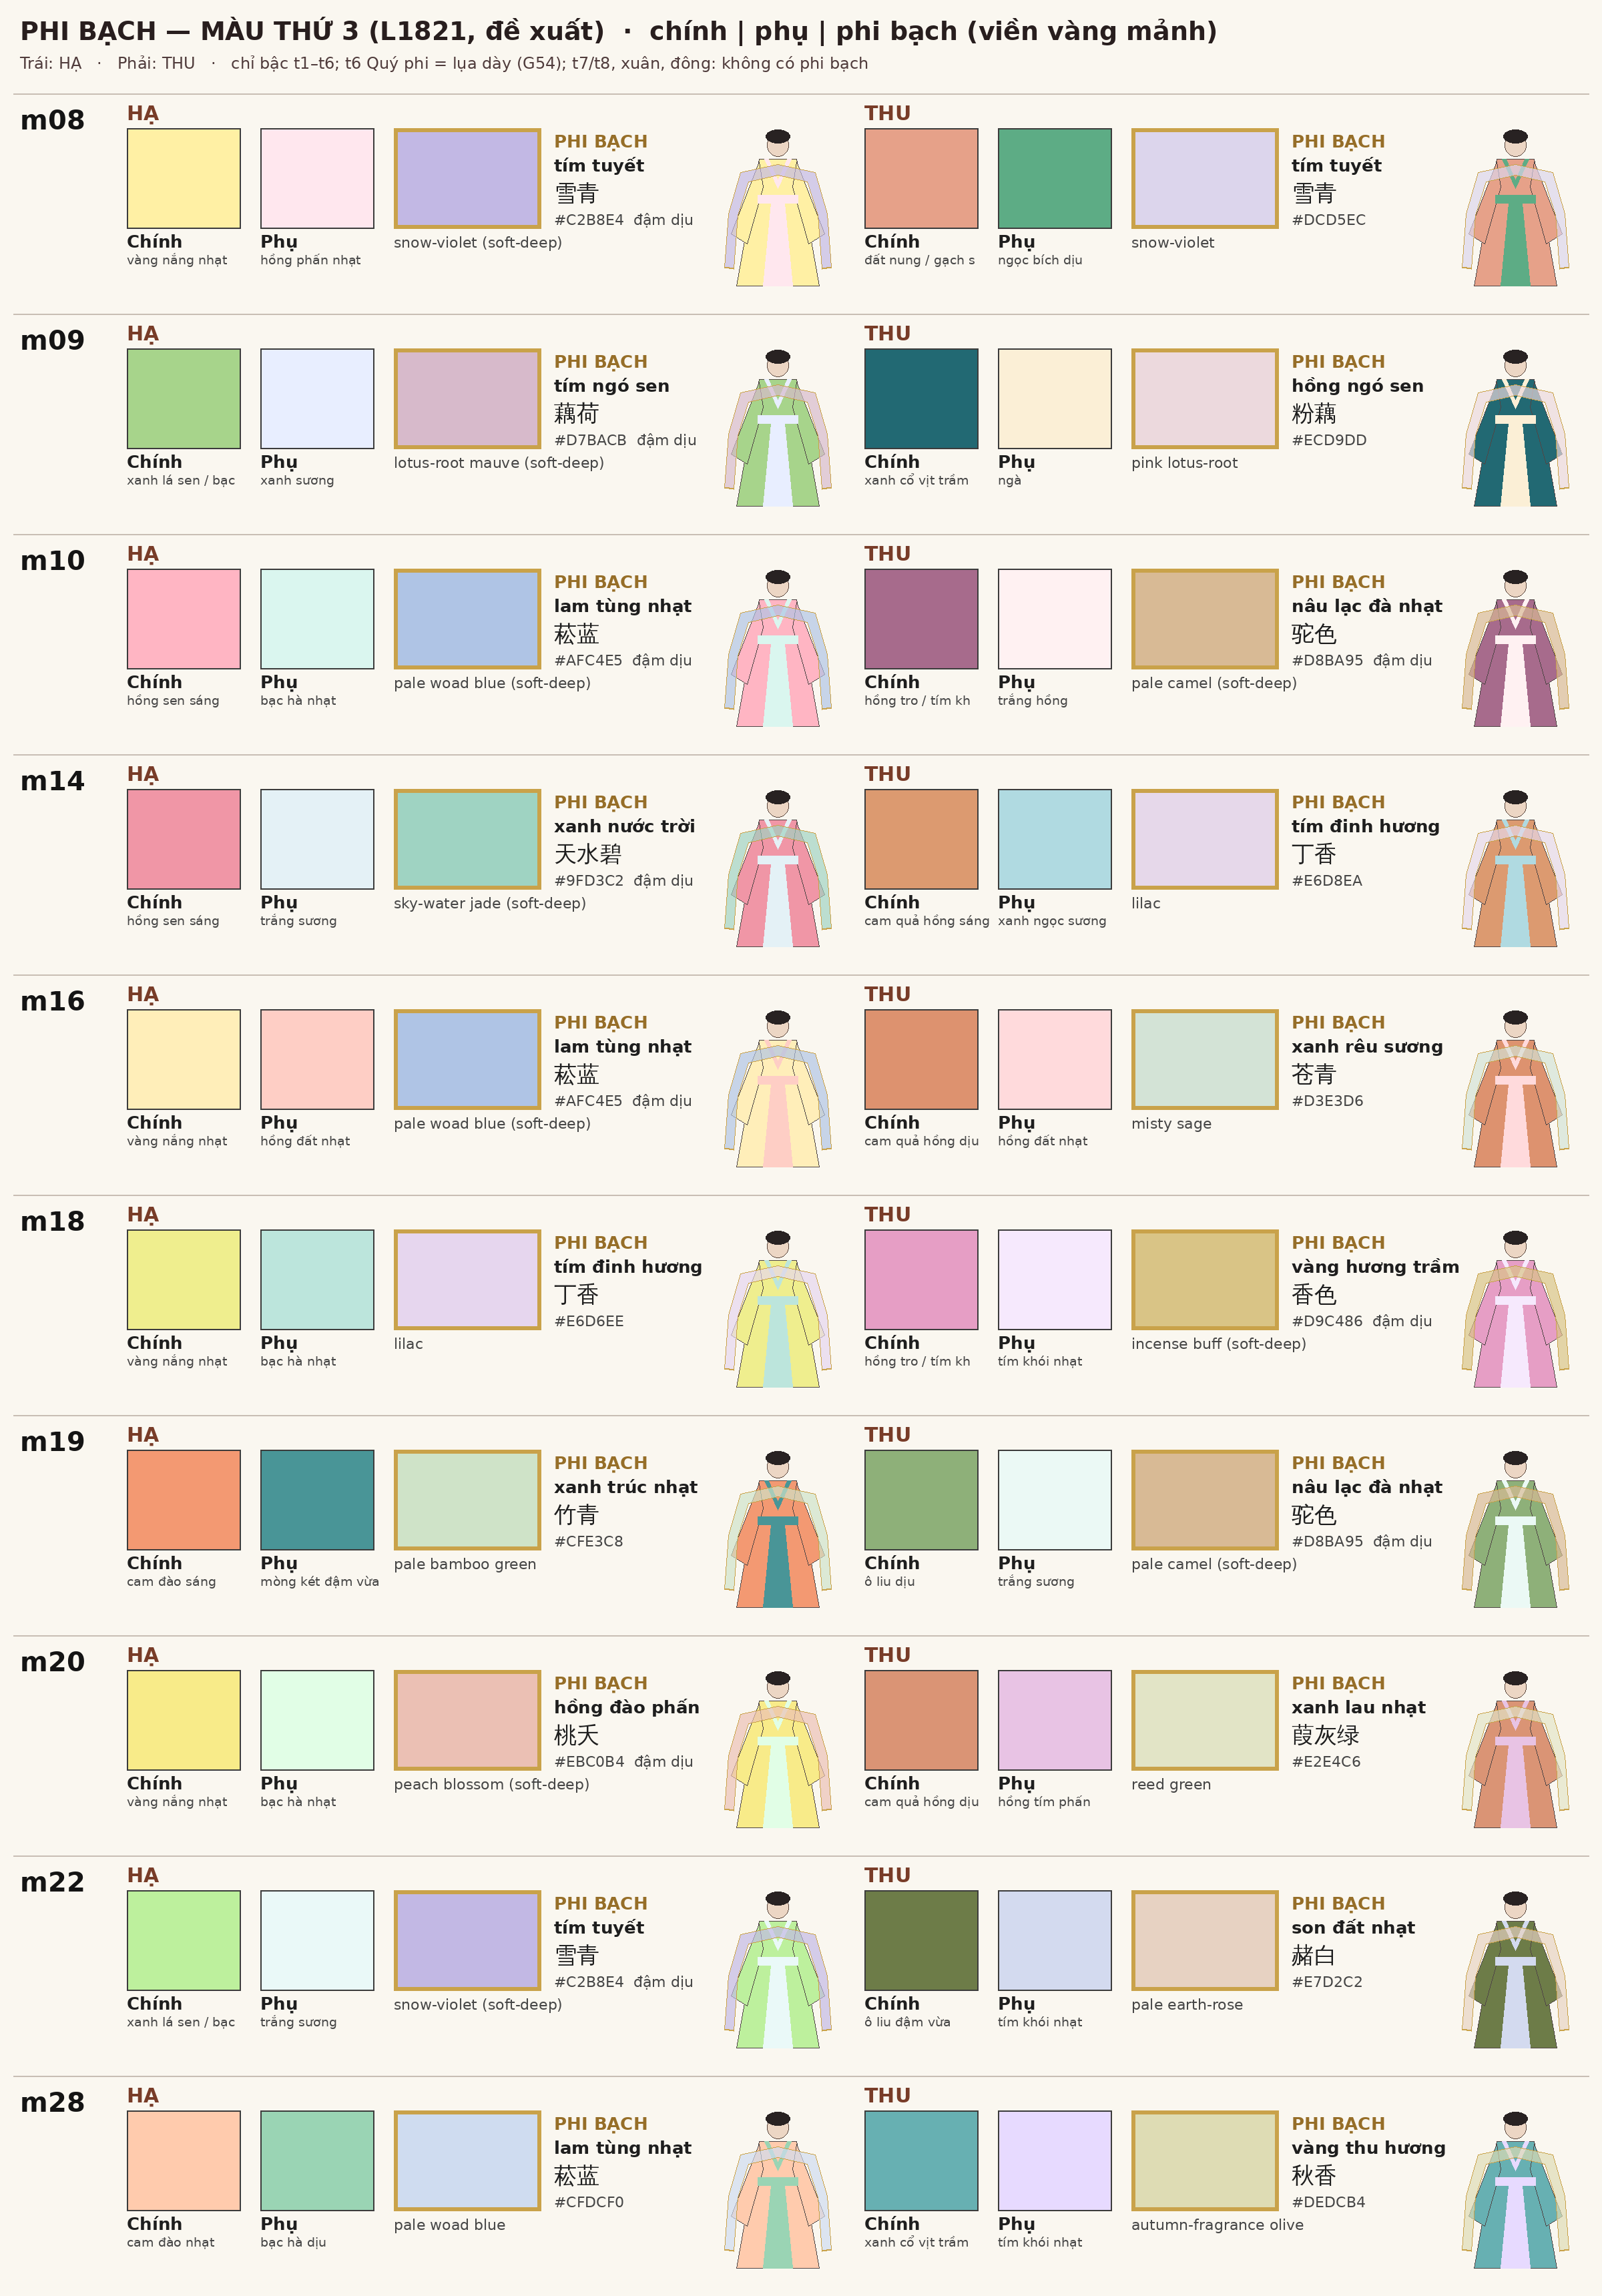 PHI BẠCH — MÀU THỨ 3 (L1821, đề xuất)  ·  chính | phụ | phi bạch (viền vàng mảnh)
Trái: HẠ  ·  Phải: THU  ·  chỉ bậc t1–t6; t6 Quý phi = lụa dày (G54); t7/t8, xuân, đông: không có phi bạch
m08
HẠ
PHI BẠCH
tím tuyết
雪青
#C2B8E4 đậm dịu
Chính
vàng nắng nhạt
Phụ
hồng phấn nhạt
snow-violet (soft-deep)
THU
PHI BẠCH
tím tuyết
雪青
#DCD5EC
Chính
đất nung / gạch s
Phụ
ngọc bích dịu
snow-violet
m09
HẠ
PHI BẠCH
tím ngó sen
藕荷
#D7BACB đậm dịu
Chính
xanh lá sen / bạc
Phụ
xanh sương
lotus-root mauve (soft-deep)
THU
PHI BẠCH
hồng ngó sen
粉藕
#ECD9DD
Chính
xanh cổ vịt trầm
Phụ
ngà
pink lotus-root
m10
HẠ
PHI BẠCH
lam tùng nhạt
菘蓝
#AFC4E5 đậm dịu
Chính
hồng sen sáng
Phụ
bạc hà nhạt
pale woad blue (soft-deep)
THU
PHI BẠCH
nâu lạc đà nhạt
驼色
#D8BA95 đậm dịu
Chính
hồng tro / tím kh
Phụ
trắng hồng
pale camel (soft-deep)
m14
HẠ
PHI BẠCH
xanh nước trời
天水碧
#9FD3C2 đậm dịu
Chính
hồng sen sáng
Phụ
trắng sương
sky-water jade (soft-deep)
THU
PHI BẠCH
tím đinh hương
丁香
#E6D8EA
Chính
cam quả hồng sáng
Phụ
xanh ngọc sương
lilac
m16
HẠ
PHI BẠCH
lam tùng nhạt
菘蓝
#AFC4E5 đậm dịu
Chính
vàng nắng nhạt
Phụ
hồng đất nhạt
pale woad blue (soft-deep)
THU
PHI BẠCH
xanh rêu sương
苍青
#D3E3D6
Chính
cam quả hồng dịu
Phụ
hồng đất nhạt
misty sage
m18
HẠ
PHI BẠCH
tím đinh hương
丁香
#E6D6EE
Chính
vàng nắng nhạt
Phụ
bạc hà nhạt
lilac
THU
PHI BẠCH
vàng hương trầm
香色
#D9C486 đậm dịu
Chính
hồng tro / tím kh
Phụ
tím khói nhạt
incense buff (soft-deep)
m19
HẠ
PHI BẠCH
xanh trúc nhạt
竹青
#CFE3C8
Chính
cam đào sáng
Phụ
mòng két đậm vừa
pale bamboo green
THU
PHI BẠCH
nâu lạc đà nhạt
驼色
#D8BA95 đậm dịu
Chính
ô liu dịu
Phụ
trắng sương
pale camel (soft-deep)
m20
HẠ
PHI BẠCH
hồng đào phấn
桃夭
#EBC0B4 đậm dịu
Chính
vàng nắng nhạt
Phụ
bạc hà nhạt
peach blossom (soft-deep)
THU
PHI BẠCH
xanh lau nhạt
葭灰绿
#E2E4C6
Chính
cam quả hồng dịu
Phụ
hồng tím phấn
reed green
m22
HẠ
PHI BẠCH
tím tuyết
雪青
#C2B8E4 đậm dịu
Chính
xanh lá sen / bạc
Phụ
trắng sương
snow-violet (soft-deep)
THU
PHI BẠCH
son đất nhạt
赭白
#E7D2C2
Chính
ô liu đậm vừa
Phụ
tím khói nhạt
pale earth-rose
m28
HẠ
PHI BẠCH
lam tùng nhạt
菘蓝
#CFDCF0
Chính
cam đào nhạt
Phụ
bạc hà dịu
pale woad blue
THU
PHI BẠCH
vàng thu hương
秋香
#DEDCB4
Chính
xanh cổ vịt trầm
Phụ
tím khói nhạt
autumn-fragrance olive